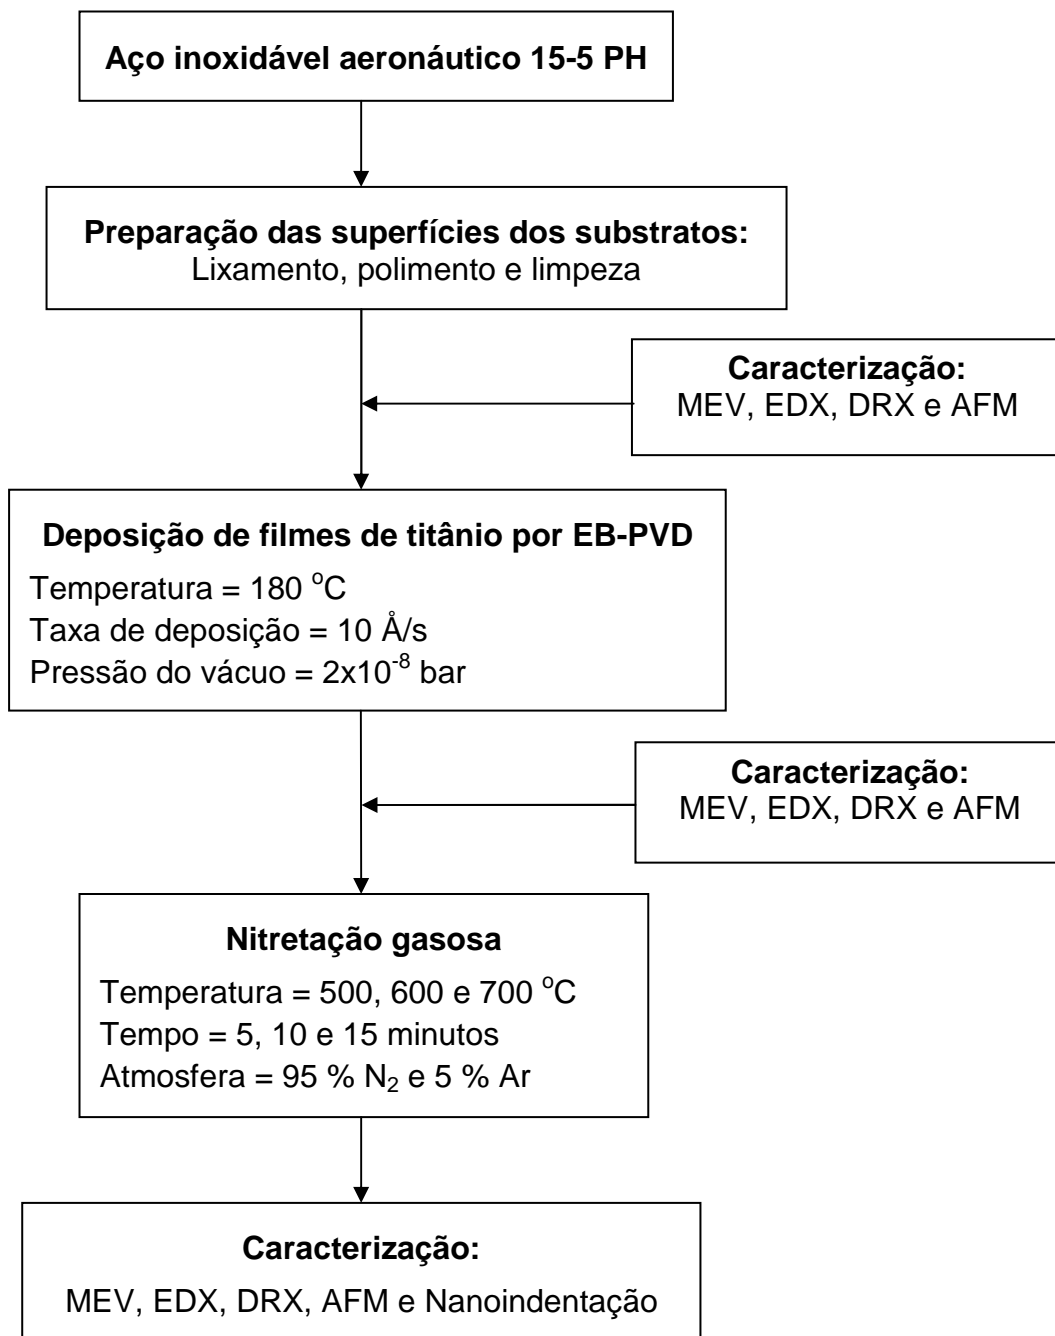 Aço inoxidável aeronáutico 15-5 PH
Preparação das superfícies dos substratos:
Lixamento, polimento e limpeza
Caracterização:
MEV, EDX, DRX e AFM
Deposição de filmes de titânio por EB-PVD
Temperatura = 180 °C
Taxa de deposição = 10 Å/s
Pressão do vácuo = 2x10⁻⁸ bar
Caracterização:
MEV, EDX, DRX e AFM
Nitretação gasosa
Temperatura = 500, 600 e 700 °C
Tempo = 5, 10 e 15 minutos
Atmosfera = 95 % N₂ e 5 % Ar
Caracterização:
MEV, EDX, DRX, AFM e Nanoindentação